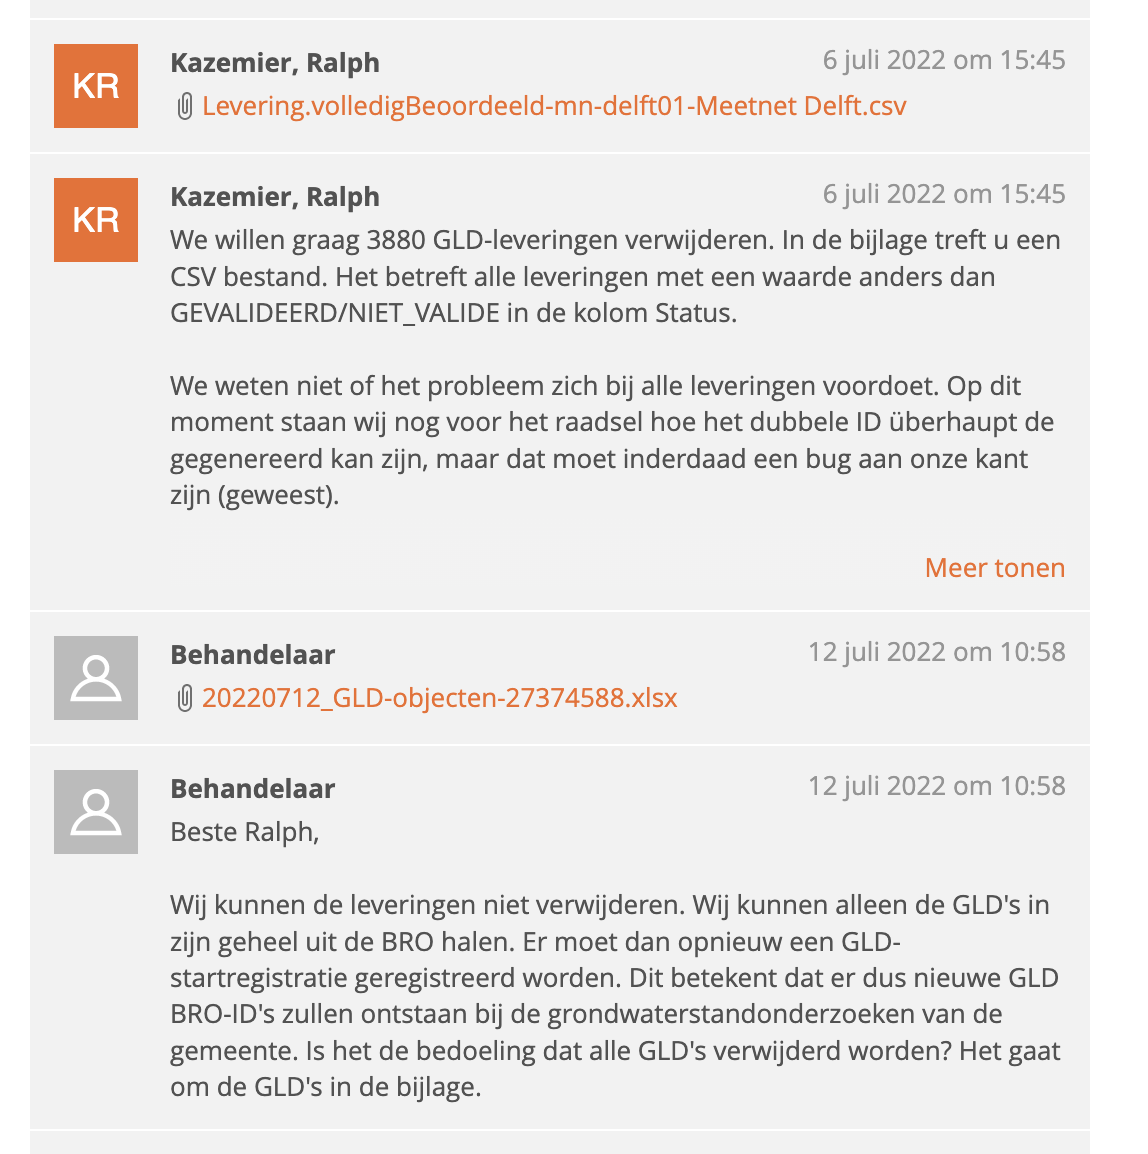 KR
Kazemier, Ralph
6 juli 2022 om 15:45
Levering.volledigBeoordeeld-mn-delft01-Meetnet Delft.csv
KR
Kazemier, Ralph
6 juli 2022 om 15:45
We willen graag 3880 GLD-leveringen verwijderen. In de bijlage treft u een
CSV bestand. Het betreft alle leveringen met een waarde anders dan
GEVALIDEERD/NIET_VALIDE in de kolom Status.
We weten niet of het probleem zich bij alle leveringen voordoet. Op dit
moment staan wij nog voor het raadsel hoe het dubbele ID überhaupt de
gegenereerd kan zijn, maar dat moet inderdaad een bug aan onze kant
zijn (geweest).
Meer tonen
Behandelaar
12 juli 2022 om 10:58
20220712_GLD-objecten-27374588.xlsx
Behandelaar
12 juli 2022 om 10:58
Beste Ralph,
Wij kunnen de leveringen niet verwijderen. Wij kunnen alleen de GLD's in
zijn geheel uit de BRO halen. Er moet dan opnieuw een GLD-
startregistratie geregistreerd worden. Dit betekent dat er dus nieuwe GLD
BRO-ID's zullen ontstaan bij de grondwaterstandonderzoeken van de
gemeente. Is het de bedoeling dat alle GLD's verwijderd worden? Het gaat
om de GLD's in de bijlage.